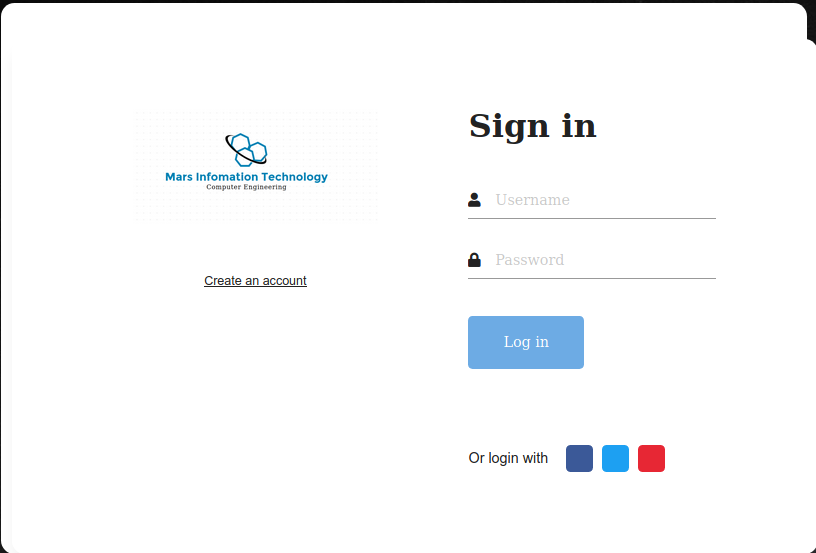 Mars Infomation Technology
Computer Engineering
Create an account
Sign in
Username
Password
Log in
Or login with